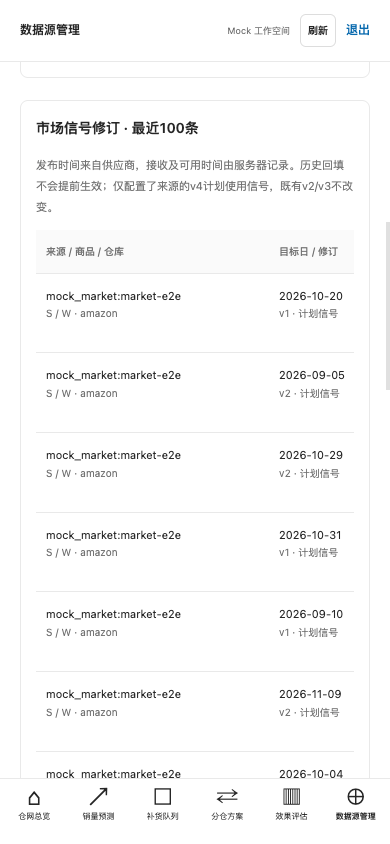 数据源管理
Mock 工作空间 刷新 退出
市场信号修订 · 最近100条
发布时间来自供应商，接收及可用时间由服务器记录。历史回填
不会提前生效；仅配置了来源的v4计划使用信号，既有v2/v3不改
变。
来源 / 商品 / 仓库 目标日 / 修订
mock_market:market-e2e 2026-10-20
S / W · amazon v1 · 计划信号
mock_market:market-e2e 2026-09-05
S / W · amazon v2 · 计划信号
mock_market:market-e2e 2026-10-29
S / W · amazon v2 · 计划信号
mock_market:market-e2e 2026-10-31
S / W · amazon v1 · 计划信号
mock_market:market-e2e 2026-09-10
S / W · amazon v1 · 计划信号
mock_market:market-e2e 2026-11-09
S / W · amazon v2 · 计划信号
mock_market:market-e2e 2026-10-04
仓网总览 销量预测 补货队列 分仓方案 效果评估 数据源管理